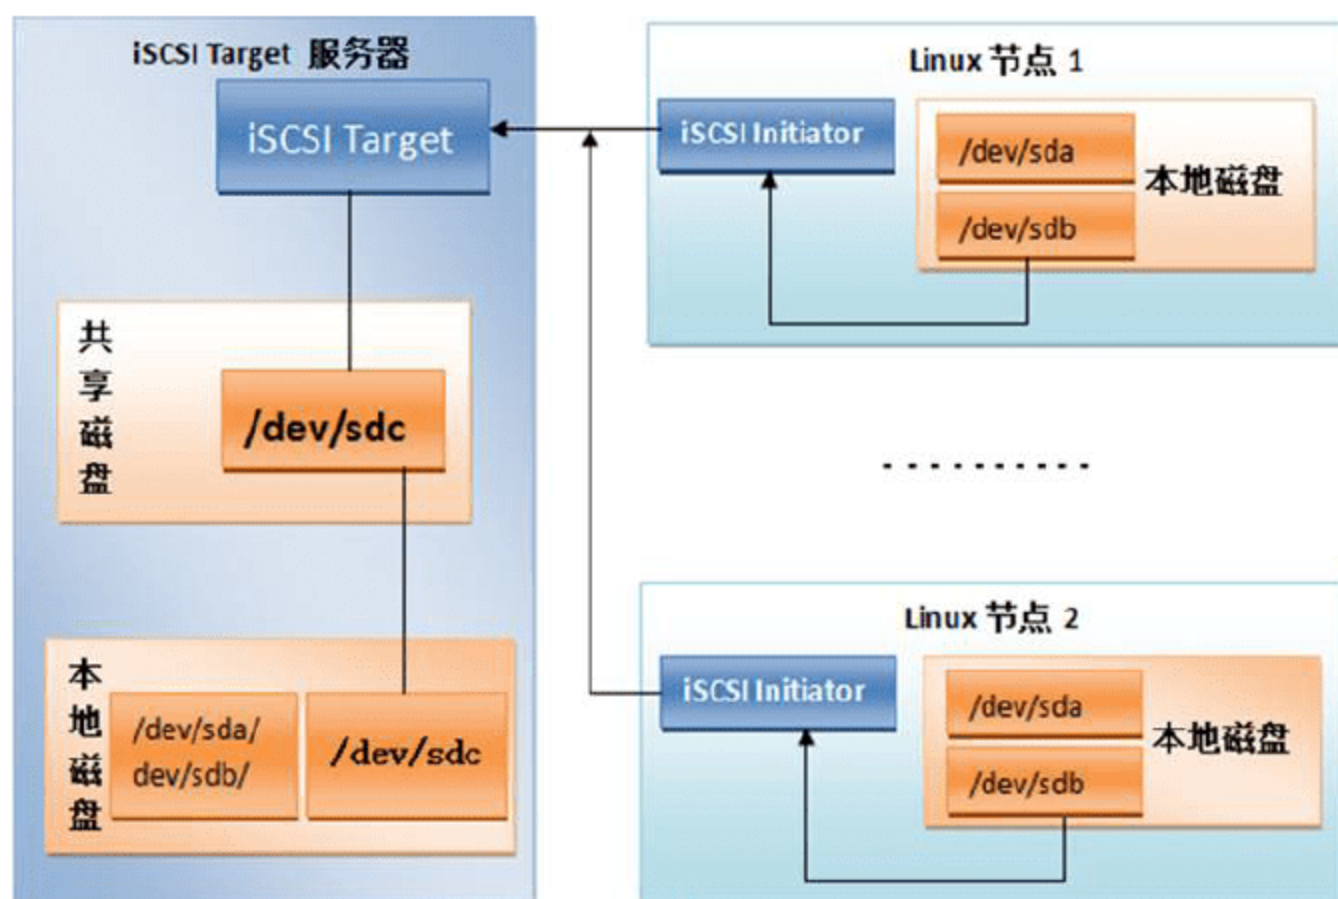 iSCSI Target 服务器
iSCSI Target
共享磁盘
/dev/sdc
本地磁盘
/dev/sda/
dev/sdb/
/dev/sdc
Linux 节点 1
iSCSI Initiator
/dev/sda
/dev/sdb
本地磁盘
..........
Linux 节点 2
iSCSI Initiator
/dev/sda
/dev/sdb
本地磁盘